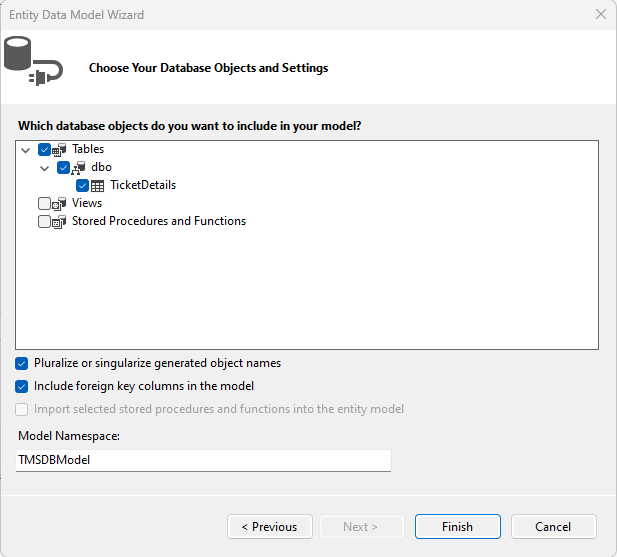 Entity Data Model Wizard
Choose Your Database Objects and Settings
Which database objects do you want to include in your model?
Tables
dbo
TicketDetails
Views
Stored Procedures and Functions
Pluralize or singularize generated object names
Include foreign key columns in the model
Import selected stored procedures and functions into the entity model
Model Namespace:
TMSDBModel
< Previous
Next >
Finish
Cancel